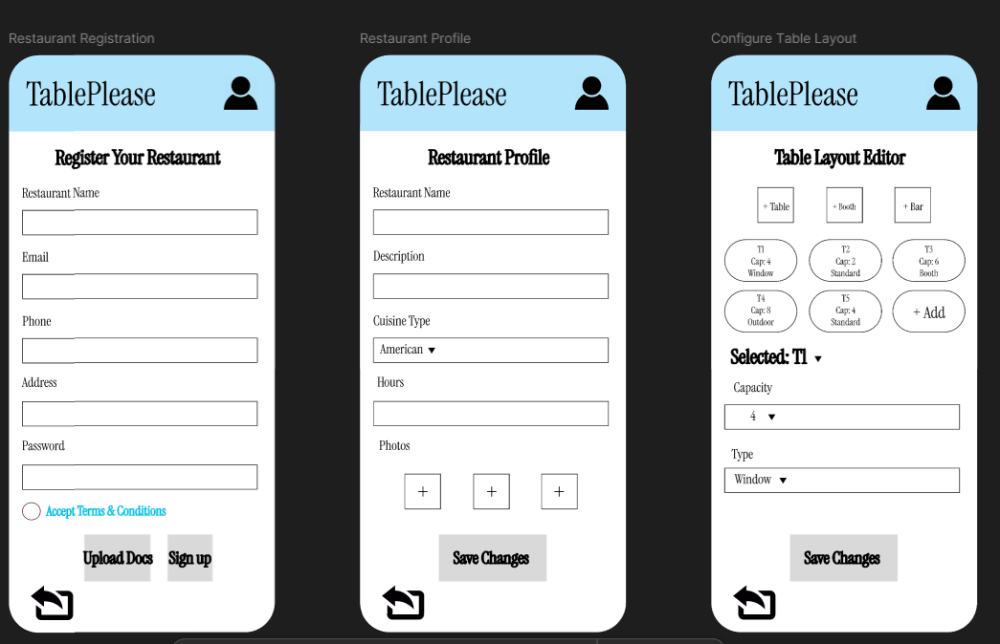 Restaurant Registration
TablePlease
Register Your Restaurant
Restaurant Name
Email
Phone
Address
Password
Accept Terms & Conditions
Upload Docs
Sign up
Restaurant Profile
TablePlease
Restaurant Profile
Restaurant Name
Description
Cuisine Type
American
Hours
Photos
+ + +
Save Changes
Configure Table Layout
TablePlease
Table Layout Editor
+ Table
+ Booth
+ Bar
T1
Cap: 4
Window
T2
Cap: 2
Standard
T3
Cap: 6
Booth
T4
Cap: 8
Outdoor
T5
Cap: 4
Standard
+ Add
Selected: T1
Capacity
4
Type
Window
Save Changes